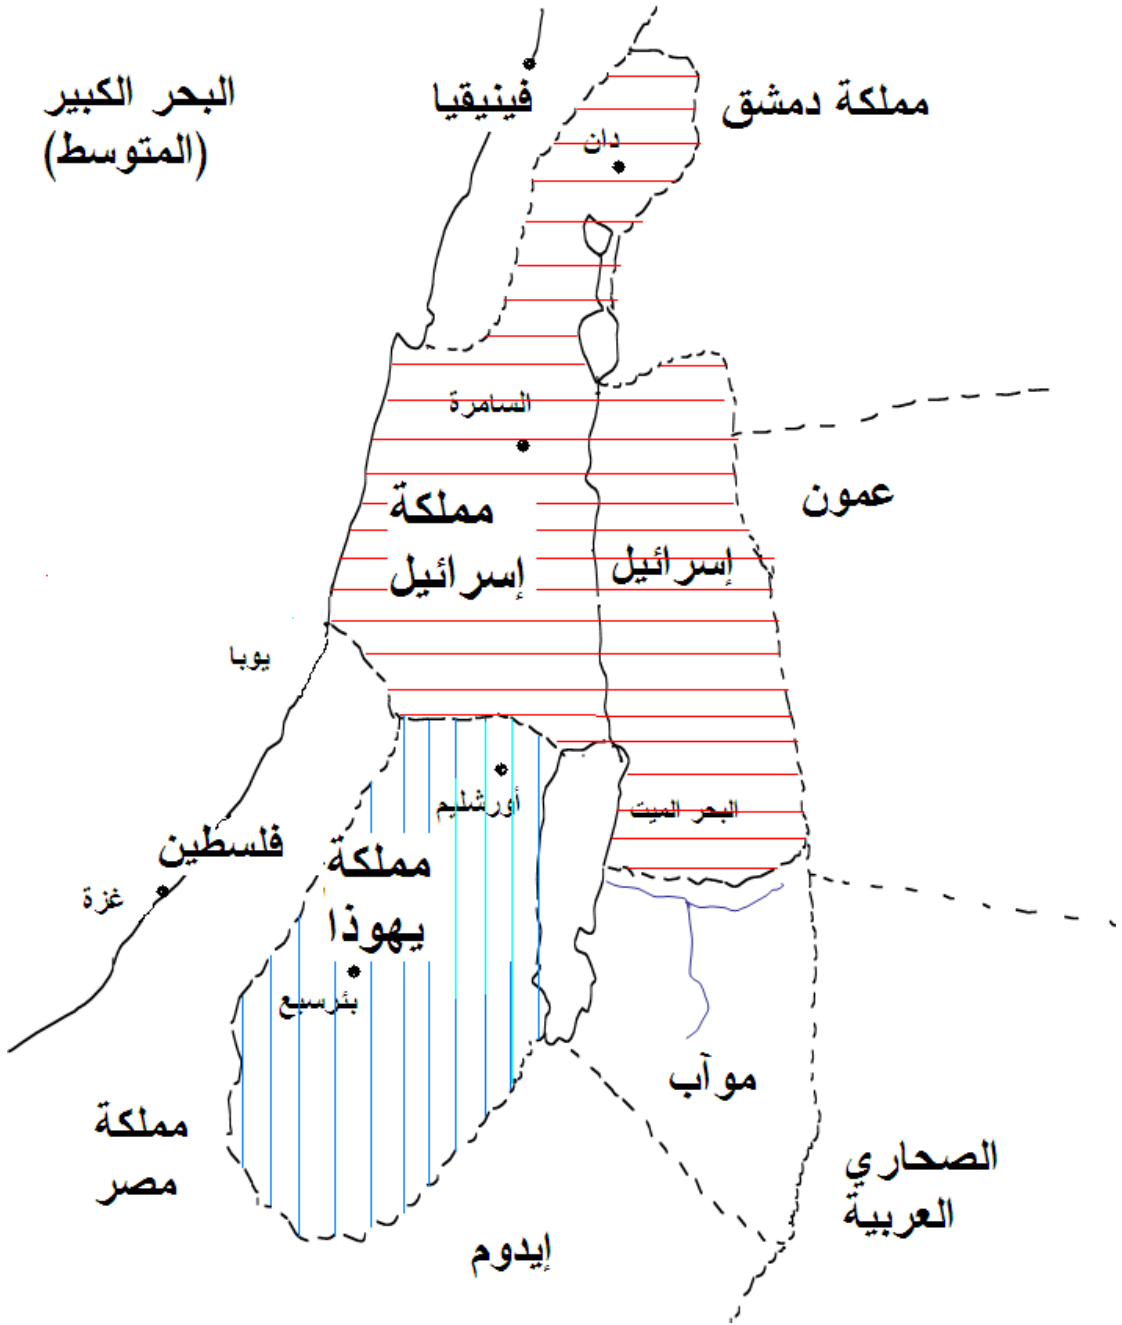 البحر الكبير
(المتوسط)
فينيقيا
مملكة دمشق
دان
السامرة
مملكة
إسرائيل
إسرائيل
عمون
يوبا
أورشليم
البحر الميت
فلسطين
غزة
مملكة
يهوذا
بئرسبع
موآب
مملكة
مصر
الصحاري
العربية
إيدوم